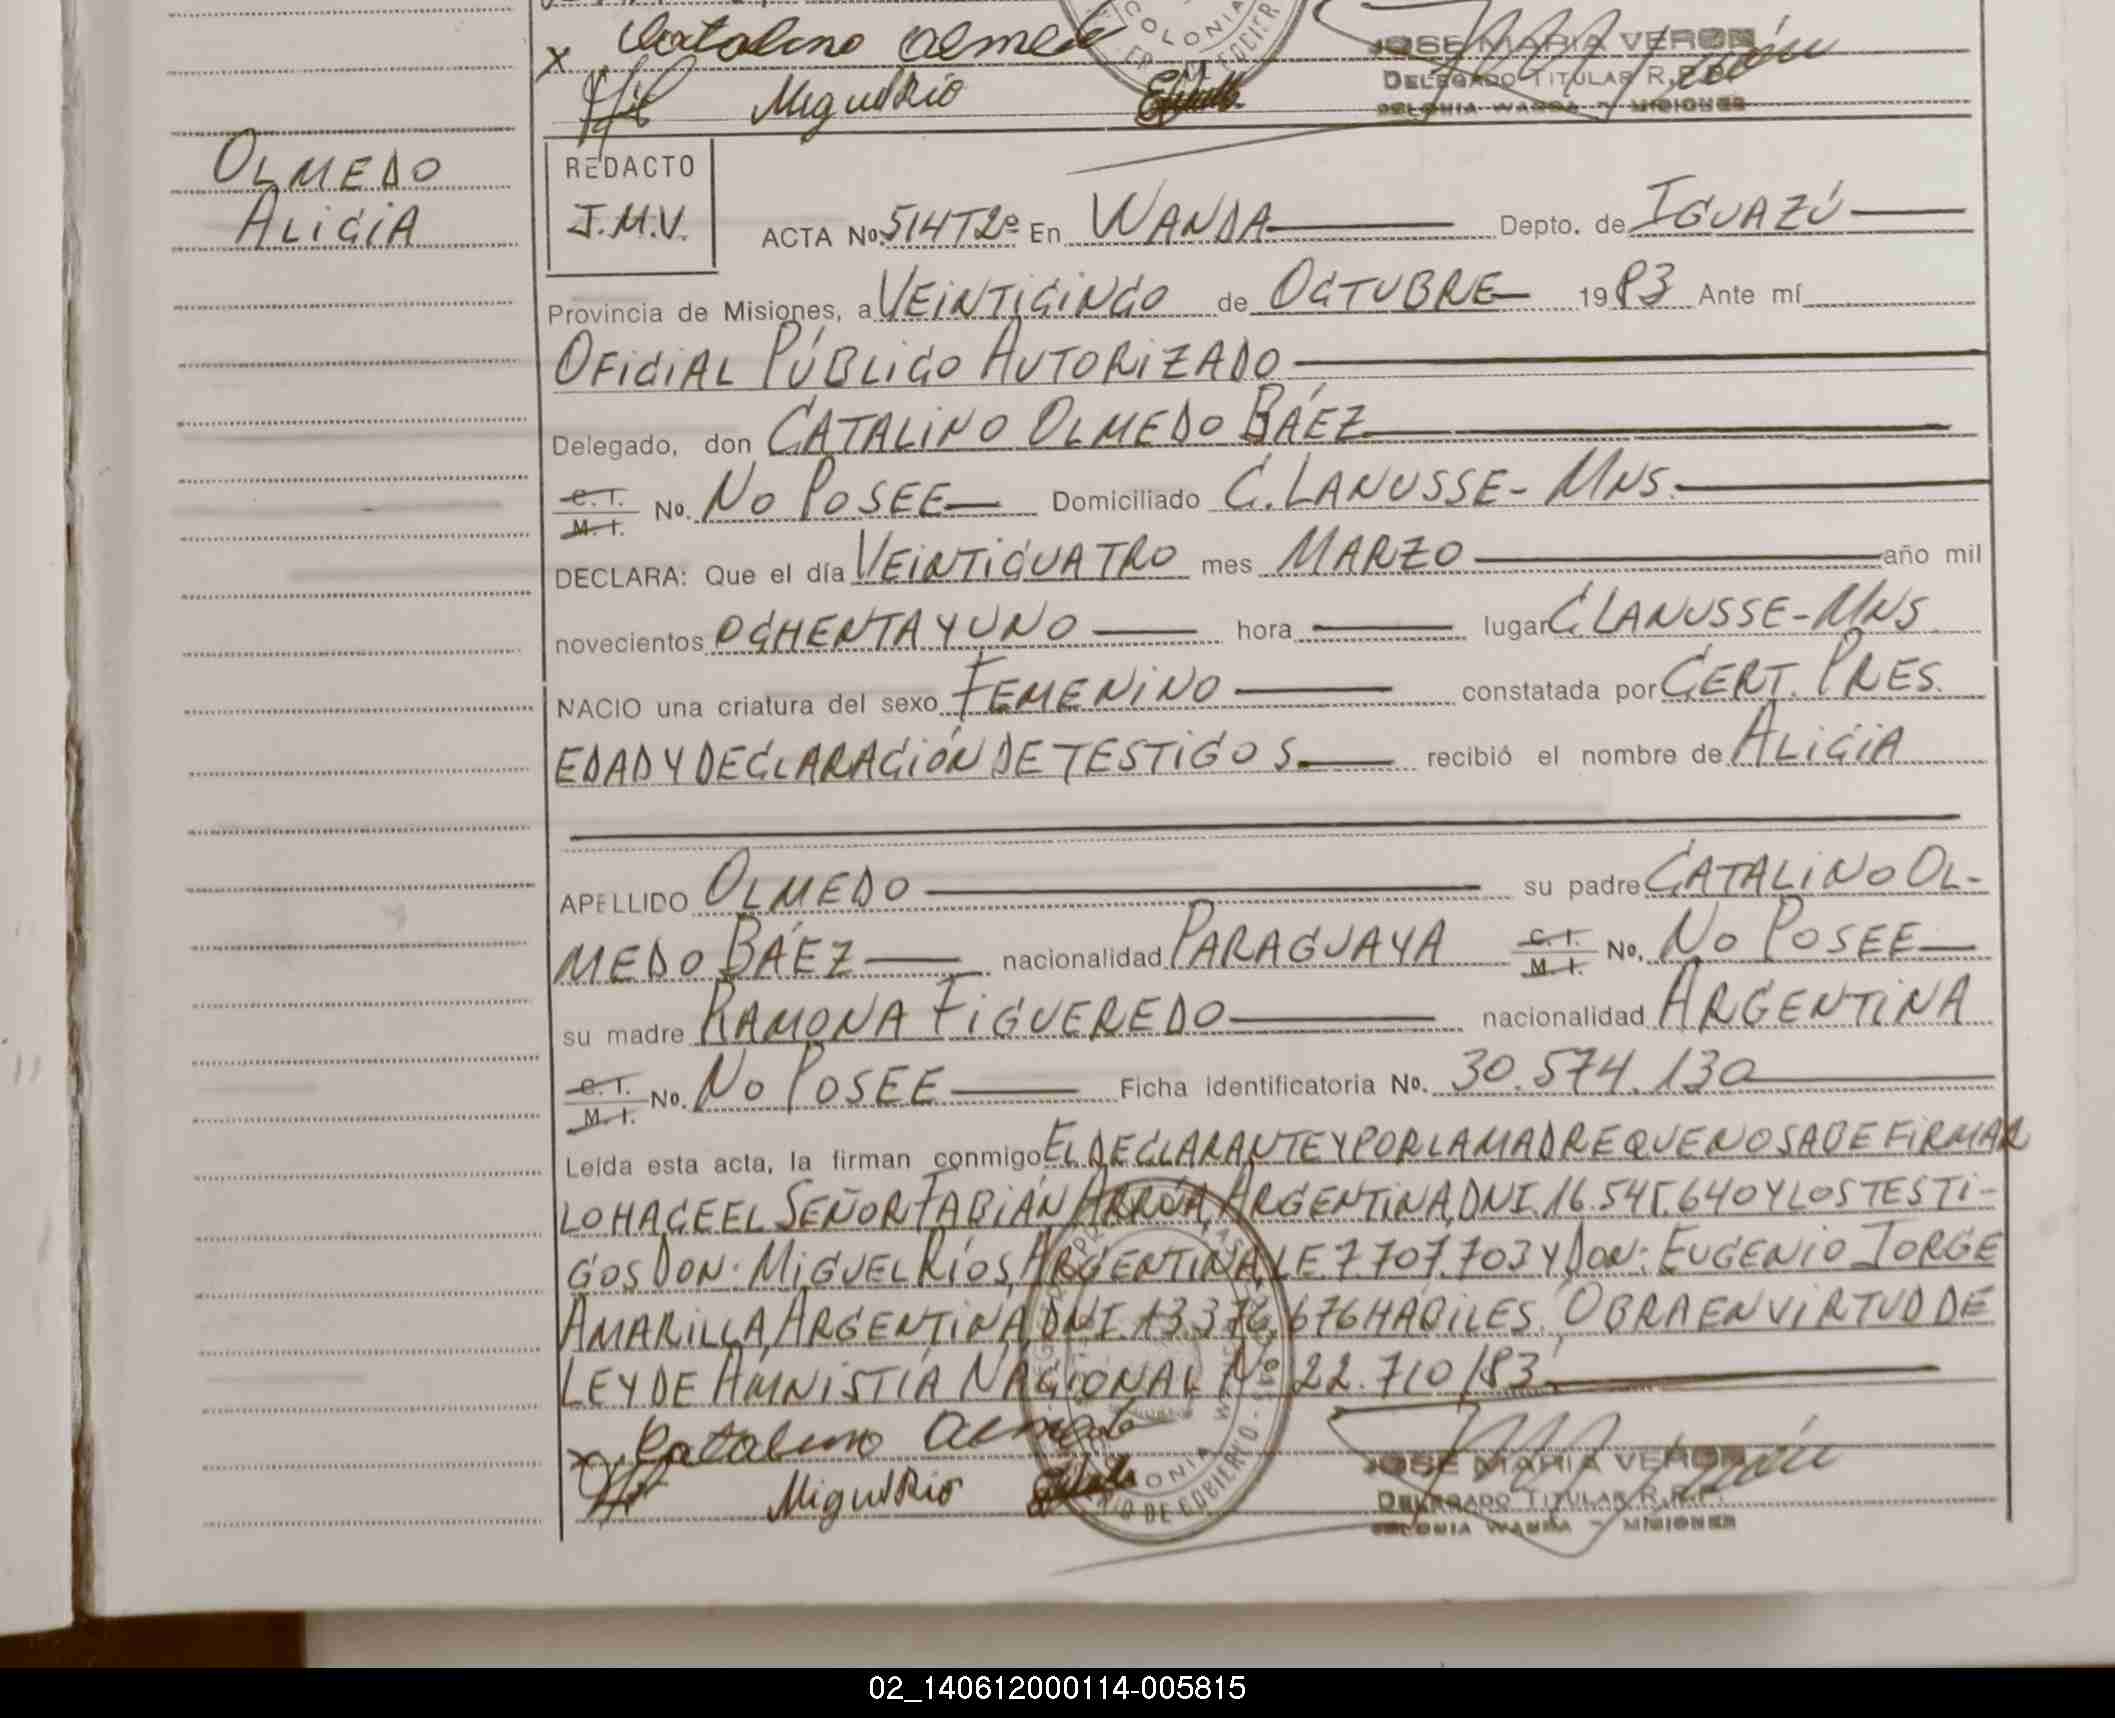 Catalino Olmedo
COLONIA
JOSE MARIA VERON
DELEGADO TITULAR R.P.
COLONIA WANDA - MISIONES
Miguel Rio
OLMEDO
ALICIA
REDACTO
J.M.V.
ACTA No. 514T2º En WANDA Depto. de IGUAZÚ
Provincia de Misiones, a VEINTICINCO de OCTUBRE 1983 Ante mí
OFICIAL PÚBLICO AUTORIZADO
Delegado, don CATALINO OLMEDO BÁEZ
C. I.
M. I. No. NO POSEE Domiciliado C. LANUSSE - MNS.
DECLARA: Que el día VEINTICUATRO mes MARZO año mil
novecientos OCHENTA Y UNO hora lugar C. LANUSSE - MNS
NACIO una criatura del sexo FEMENINO constatada por CERT. PRES.
EDAD Y DECLARACIÓN DE TESTIGOS recibió el nombre de ALICIA
APELLIDO OLMEDO su padre CATALINO OL-
MEDO BÁEZ nacionalidad PARAGUAYA C. I. M. I. No. NO POSEE
su madre RAMONA FIGUEREDO nacionalidad ARGENTINA
C. I.
M. I. No. NO POSEE Ficha identificatoria No. 30.574.130
Leída esta acta, la firman conmigo EL DECLARANTE Y POR LA MADRE QUE NO SABE FIRMAR
LO HACE EL SEÑOR FABIÁN ARRÚA, ARGENTINA, DNI. 16.545.640 Y LOS TESTI-
GOS DON: MIGUEL RÍOS, ARGENTINA, LE 7.707.703 Y DON: EUGENIO JORGE
AMARILLA, ARGENTINA, DNI. 13.376.676 HABILES. OBRA EN VIRTUD DE
LEY DE AMNISTIA NACIONAL Nº 22.710/83
Catalino Olmedo
Miguel Rio
COLONIA
MINISTERIO DE GOBIERNO
JOSE MARIA VERON
DELEGADO TITULAR R.P.
COLONIA WANDA - MISIONES
02_140612000114-005815